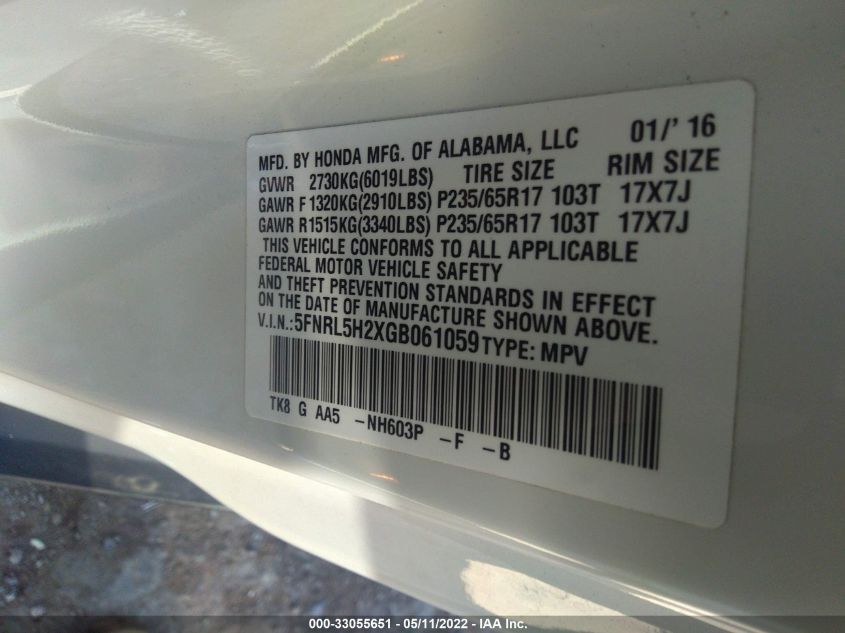 MFD. BY HONDA MFG. OF ALABAMA, LLC 01/'16
GVWR 2730KG(6019LBS) TIRE SIZE RIM SIZE
GAWR F 1320KG(2910LBS) P235/65R17 103T 17X7J
GAWR R1515KG(3340LBS) P235/65R17 103T 17X7J
THIS VEHICLE CONFORMS TO ALL APPLICABLE
FEDERAL MOTOR VEHICLE SAFETY
AND THEFT PREVENTION STANDARDS IN EFFECT
ON THE DATE OF MANUFACTURE SHOWN ABOVE.
V.I.N.:5FNRL5H2XGB061059 TYPE: MPV
TK8 G AA5 -NH603P -F -B
000-33055651 - 05/11/2022 - IAA Inc.